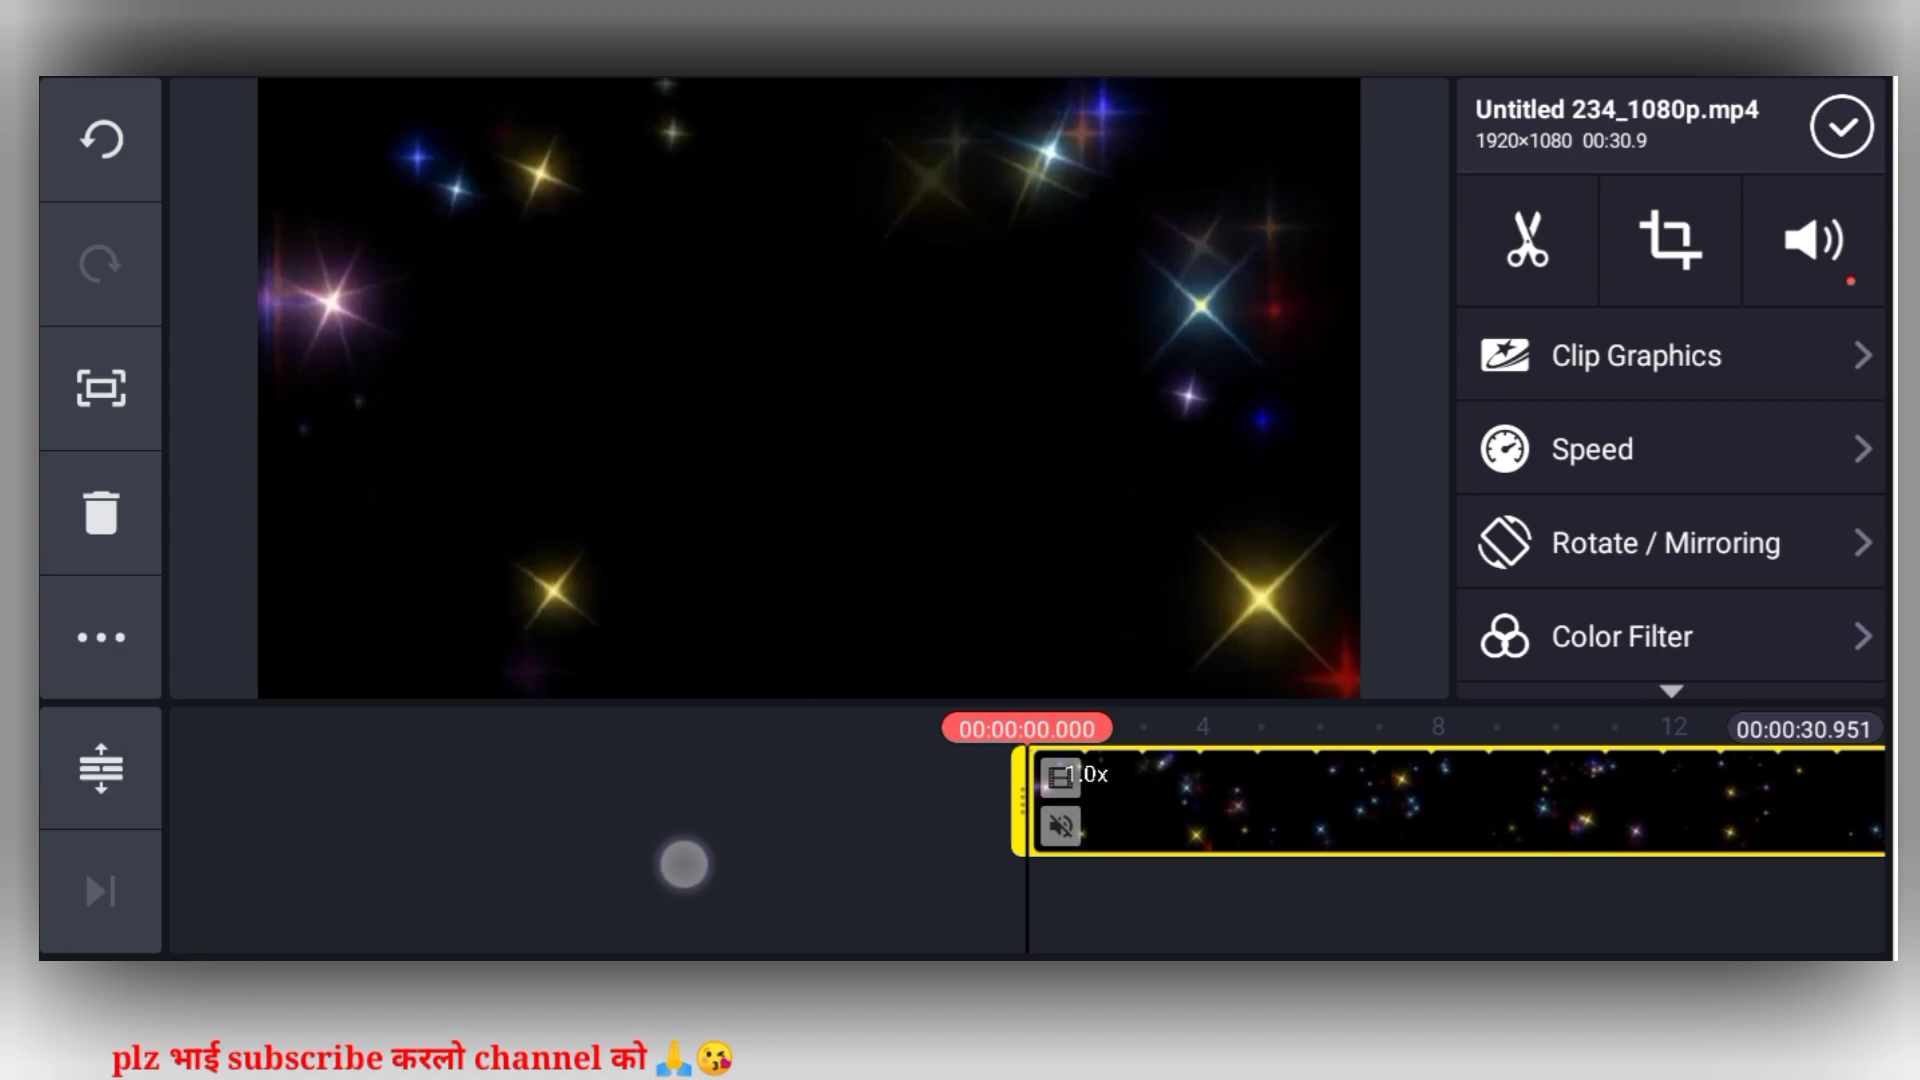 Untitled 234_1080p.mp4
1920×1080 00:30.9
Clip Graphics
Speed
Rotate / Mirroring
Color Filter
00:00:00.000
4
8
12
00:00:30.951
1.0x
plz भाई subscribe करलो channel को 🙏😘